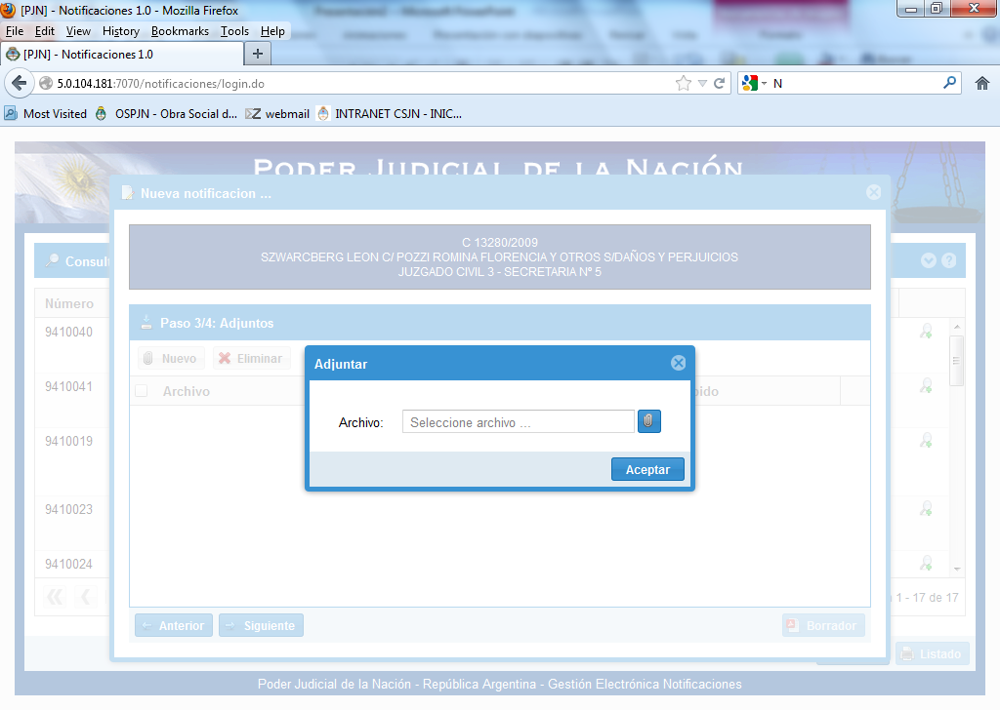 [PJN] - Notificaciones 1.0 - Mozilla Firefox
File Edit View History Bookmarks Tools Help
[PJN] - Notificaciones 1.0
5.0.104.181:7070/notificaciones/login.do
N
Most Visited OSPJN - Obra Social d... webmail INTRANET CSJN - INIC...
PODER JUDICIAL DE LA NACIÓN
Nueva notificacion ...
C 13280/2009
SZWARCBERG LEON C/ POZZI ROMINA FLORENCIA Y OTROS S/DAÑOS Y PERJUICIOS
JUZGADO CIVIL 3 - SECRETARIA N° 5
Consul
Número
Paso 3/4: Adjuntos
9410040
Nuevo Eliminar
Adjuntar
9410041
Archivo
Archivo: Seleccione archivo ...
9410019
Aceptar
9410023
9410024
1 - 17 de 17
Anterior Siguiente Borrador
Listado
Poder Judicial de la Nación - República Argentina - Gestión Electrónica Notificaciones